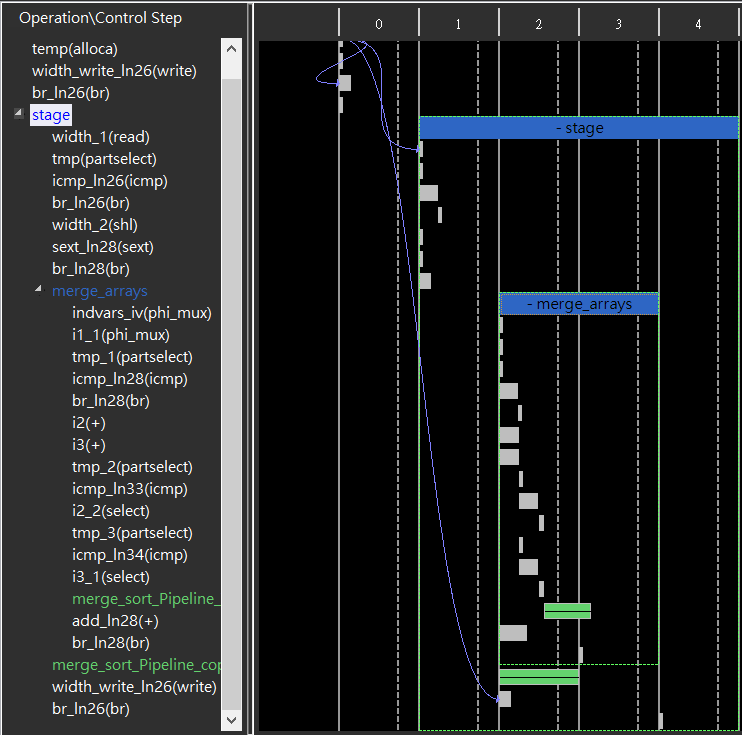 Operation\Control Step
0 1 2 3 4
temp(alloca)
width_write_ln26(write)
br_ln26(br)
stage
- stage
width_1(read)
tmp(partselect)
icmp_ln26(icmp)
br_ln26(br)
width_2(shl)
sext_ln28(sext)
br_ln28(br)
merge_arrays
- merge_arrays
indvars_iv(phi_mux)
i1_1(phi_mux)
tmp_1(partselect)
icmp_ln28(icmp)
br_ln28(br)
i2(+)
i3(+)
tmp_2(partselect)
icmp_ln33(icmp)
i2_2(select)
tmp_3(partselect)
icmp_ln34(icmp)
i3_1(select)
merge_sort_Pipeline_
add_ln28(+)
br_ln28(br)
merge_sort_Pipeline_cop
width_write_ln26(write)
br_ln26(br)